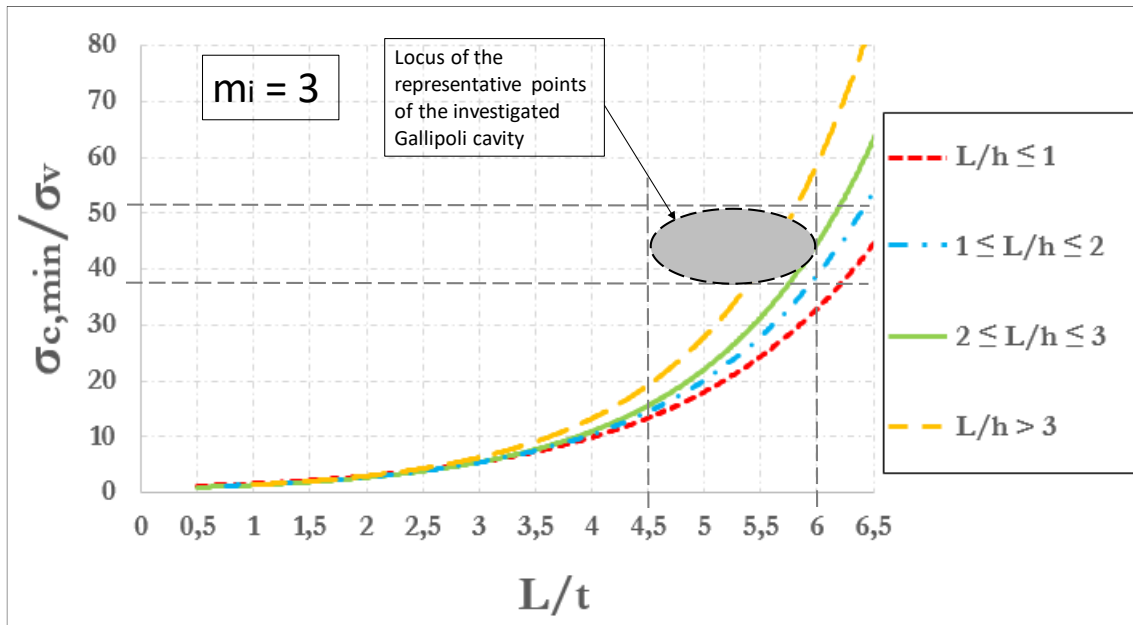 80
70
60
50
40
30
20
10
0
σc,min/σv
mi = 3
Locus of the
representative points
of the investigated
Gallipoli cavity
0 0,5 1 1,5 2 2,5 3 3,5 4 4,5 5 5,5 6 6,5
L/t
L/h ≤ 1
1 ≤ L/h ≤ 2
2 ≤ L/h ≤ 3
L/h > 3